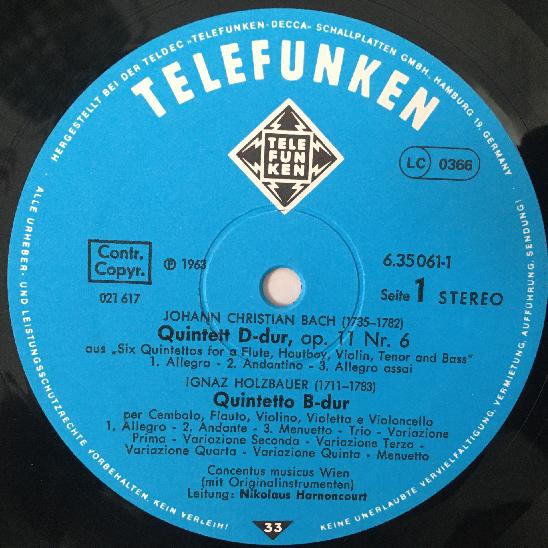 HERGESTELLT BEI DER TELDEC „TELEFUNKEN-DECCA" SCHALLPLATTEN GMBH., HAMBURG 19, GERMANY
TELEFUNKEN
TELE
FUN
KEN
LC 0366
Contr.
Copyr.
℗ 1963
6.35061-1
021 617
Seite 1 STEREO
JOHANN CHRISTIAN BACH (1735–1782)
Quintett D-dur, op. 11 Nr. 6
aus „Six Quintettos for a Flute, Hautboy, Violin, Tenor and Bass"
1. Allegro - 2. Andantino - 3. Allegro assai
IGNAZ HOLZBAUER (1711–1783)
Quintetto B-dur
per Cembalo, Flauto, Violino, Violetta e Violoncello
1. Allegro - 2. Andante - 3. Menuetto - Trio - Variazione
Prima - Variazione Seconda - Variazione Terza -
Variazione Quarta - Variazione Quinta - Menuetto
Concentus musicus Wien
(mit Originalinstrumenten)
Leitung: Nikolaus Harnoncourt
33
ALLE URHEBER- UND LEISTUNGSSCHUTZRECHTE VORBEHALTEN. KEIN VERLEIH!
KEINE UNERLAUBTE VERVIELFÄLTIGUNG, VERMIETUNG, AUFFÜHRUNG, SENDUNG!